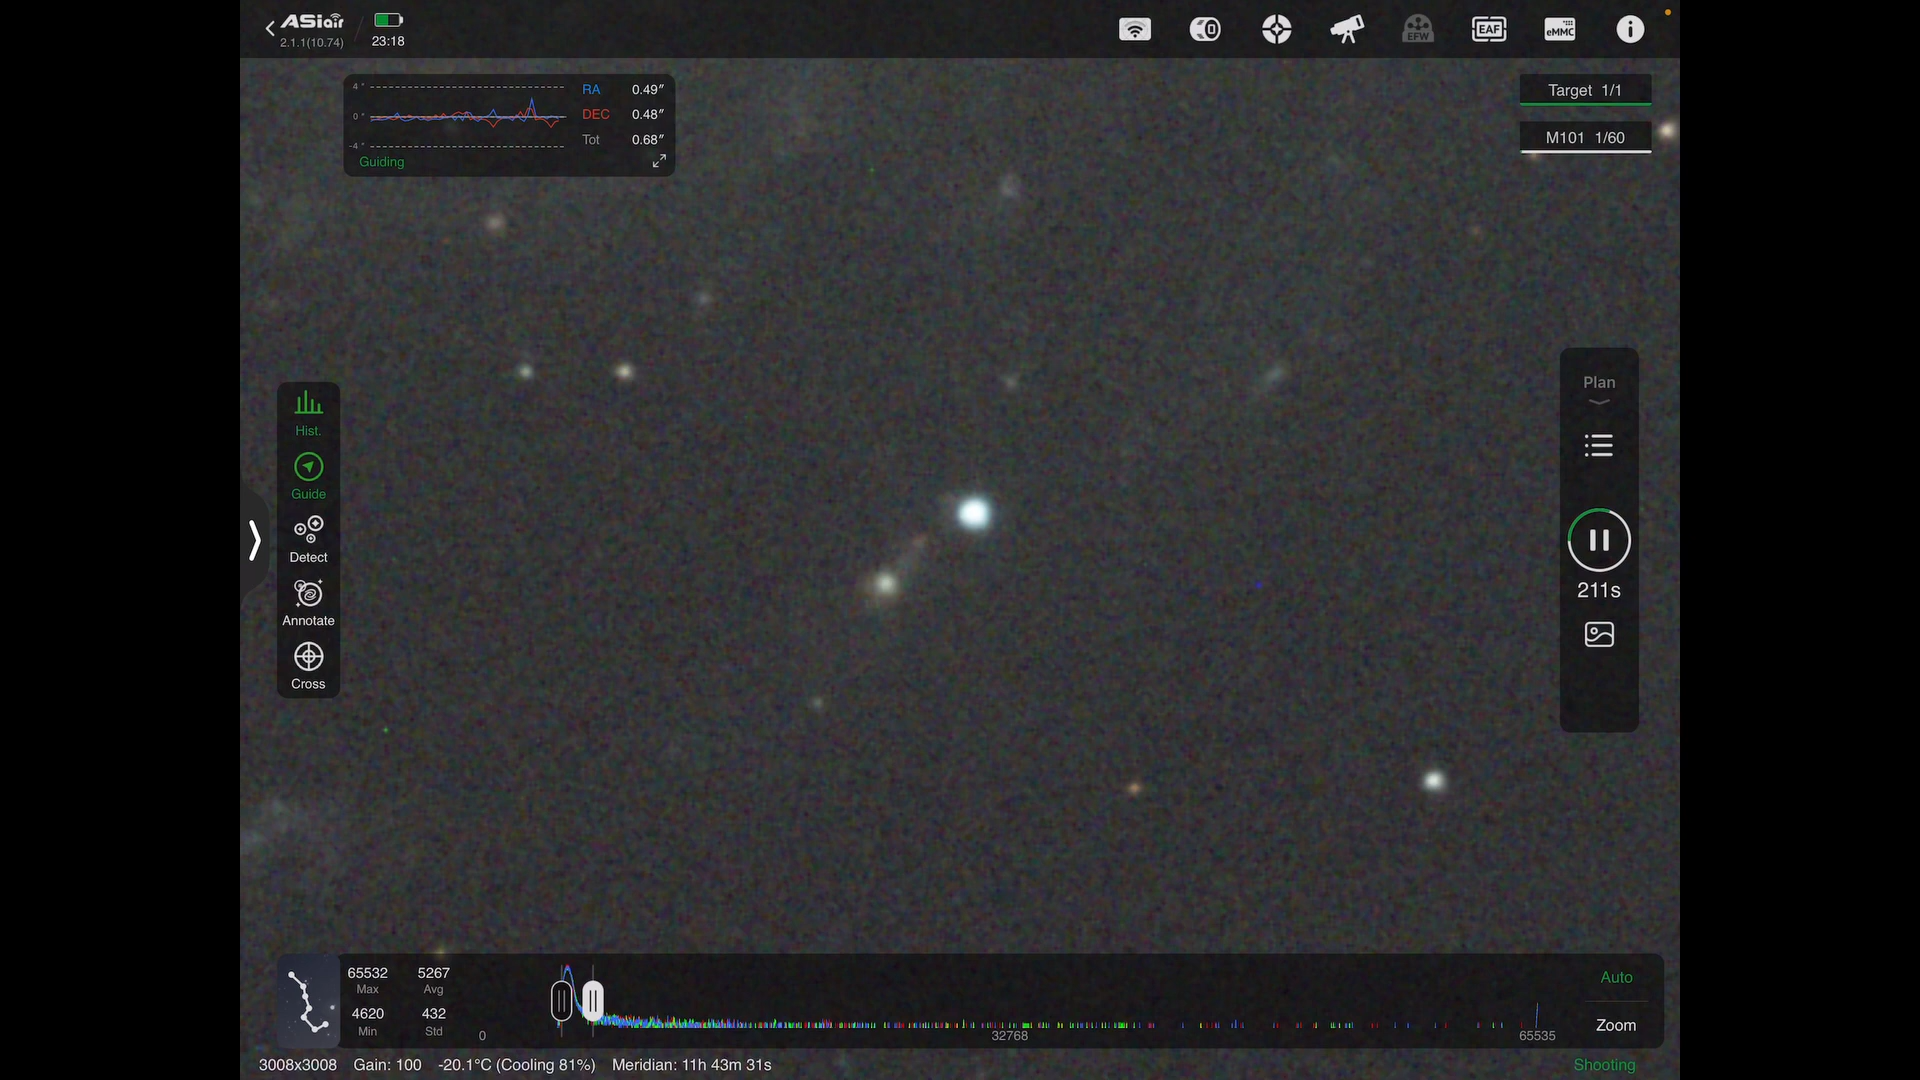 ASIair
2.1.1(10.74)
23:18
EFW
EAF
eMMC
4"
0"
-4"
RA 0.49"
DEC 0.48"
Tot 0.68"
Guiding
Target 1/1
M101 1/60
Hist.
Guide
Detect
Annotate
Cross
Plan
211s
65532 5267
Max Avg
4620 432
Min Std
0
32768
65535
Auto
Zoom
3008x3008 Gain: 100 -20.1°C (Cooling 81%) Meridian: 11h 43m 31s
Shooting